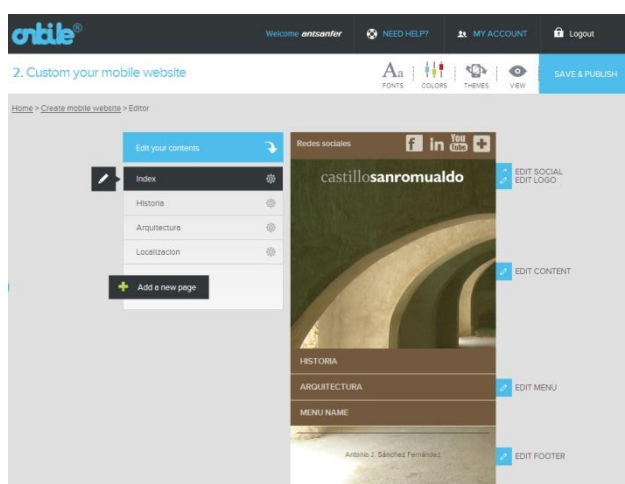 onbile®
Welcome antsanfer
NEED HELP?
MY ACCOUNT
Logout
2. Custom your mobile website
Aa
FONTS
COLORS
THEMES
VIEW
SAVE & PUBLISH
Home > Create mobile website > Editor
Edit your contents
Index
Historia
Arquitectura
Localizacion
Add a new page
Redes sociales
f in You Tube
castillosanromualdo
HISTORIA
ARQUITECTURA
MENU NAME
Antonio J. Sánchez Fernández
EDIT SOCIAL
EDIT LOGO
EDIT CONTENT
EDIT MENU
EDIT FOOTER